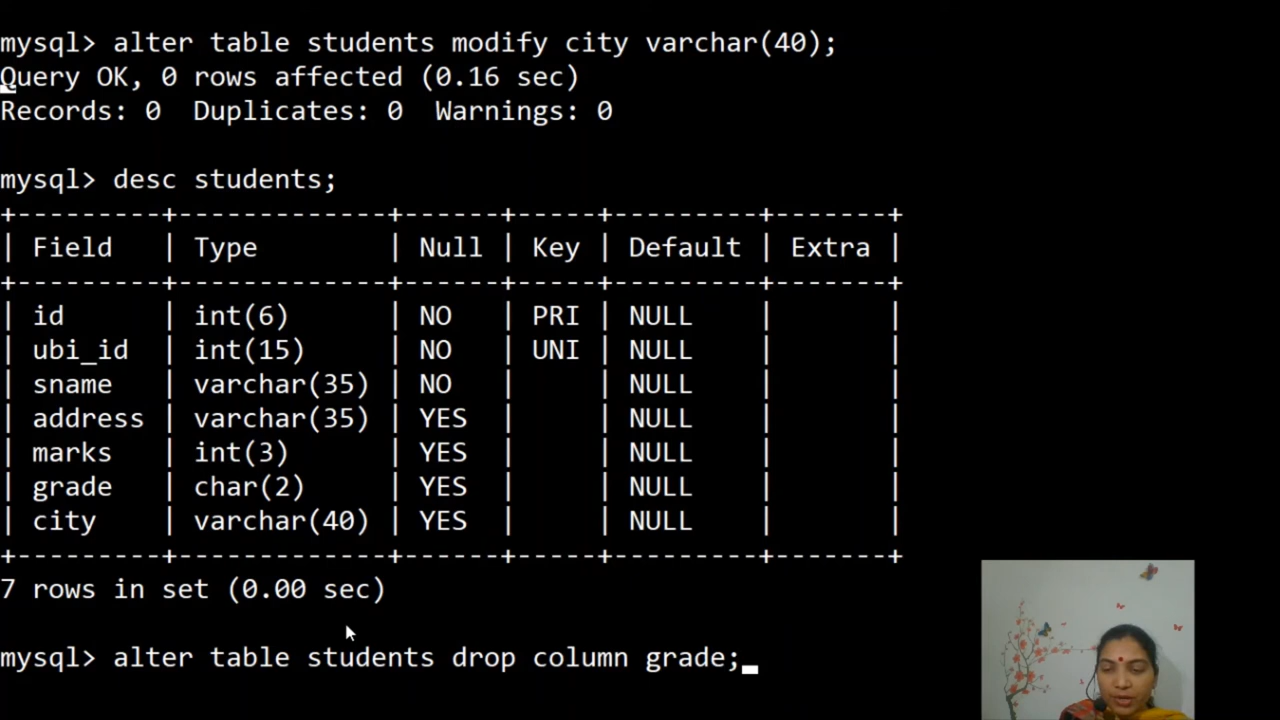 mysql> alter table students modify city varchar(40);
Query OK, 0 rows affected (0.16 sec)
Records: 0  Duplicates: 0  Warnings: 0
mysql> desc students;
+---------+-------------+------+-----+---------+-------+
| Field   | Type        | Null | Key | Default | Extra |
+---------+-------------+------+-----+---------+-------+
| id      | int(6)      | NO   | PRI | NULL    |       |
| ubi_id  | int(15)     | NO   | UNI | NULL    |       |
| sname   | varchar(35) | NO   |     | NULL    |       |
| address | varchar(35) | YES  |     | NULL    |       |
| marks   | int(3)      | YES  |     | NULL    |       |
| grade   | char(2)     | YES  |     | NULL    |       |
| city    | varchar(40) | YES  |     | NULL    |       |
+---------+-------------+------+-----+---------+-------+
7 rows in set (0.00 sec)
mysql> alter table students drop column grade;